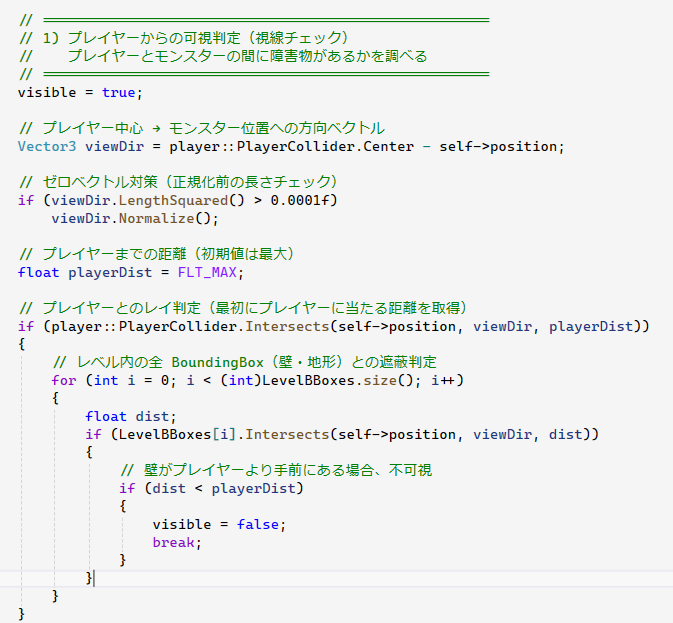 // ══════════════════════════════════════════════════════
// 1) プレイヤーからの可視判定（視線チェック）
//    プレイヤーとモンスターの間に障害物があるかを調べる
// ══════════════════════════════════════════════════════
visible = true;
// プレイヤー中心 → モンスター位置への方向ベクトル
Vector3 viewDir = player::PlayerCollider.Center - self->position;
// ゼロベクトル対策（正規化前の長さチェック）
if (viewDir.LengthSquared() > 0.0001f)
    viewDir.Normalize();
// プレイヤーまでの距離（初期値は最大）
float playerDist = FLT_MAX;
// プレイヤーとのレイ判定（最初にプレイヤーに当たる距離を取得）
if (player::PlayerCollider.Intersects(self->position, viewDir, playerDist))
{
    // レベル内の全 BoundingBox（壁・地形）との遮蔽判定
    for (int i = 0; i < (int)LevelBBoxes.size(); i++)
    {
        float dist;
        if (LevelBBoxes[i].Intersects(self->position, viewDir, dist))
        {
            // 壁がプレイヤーより手前にある場合、不可視
            if (dist < playerDist)
            {
                visible = false;
                break;
            }
        }
    }
}